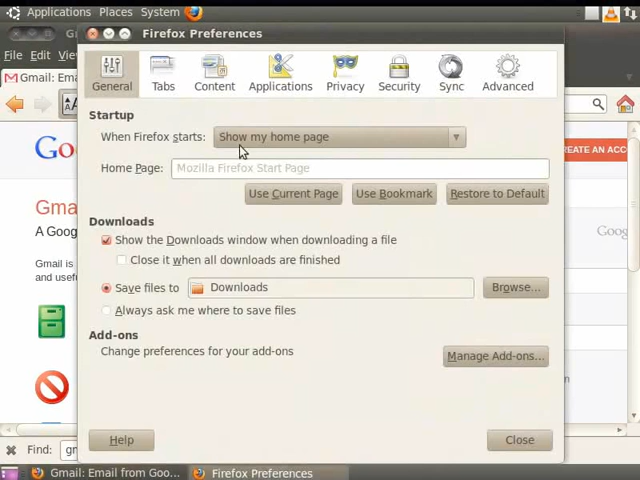 Applications Places System
Firefox Preferences
File Edit
Gmail: Ema
General Tabs Content Applications Privacy Security Sync Advanced
Startup
When Firefox starts: Show my home page
Home Page: Mozilla Firefox Start Page
Use Current Page Use Bookmark Restore to Default
EATE AN ACCO
Gma
A Goog
Goog
Gmail is
and usef
Downloads
Show the Downloads window when downloading a file
Close it when all downloads are finished
Save files to Downloads Browse...
Always ask me where to save files
Add-ons
Change preferences for your add-ons
Manage Add-ons...
Help Close
Find:
Gmail: Email from Goo... Firefox Preferences